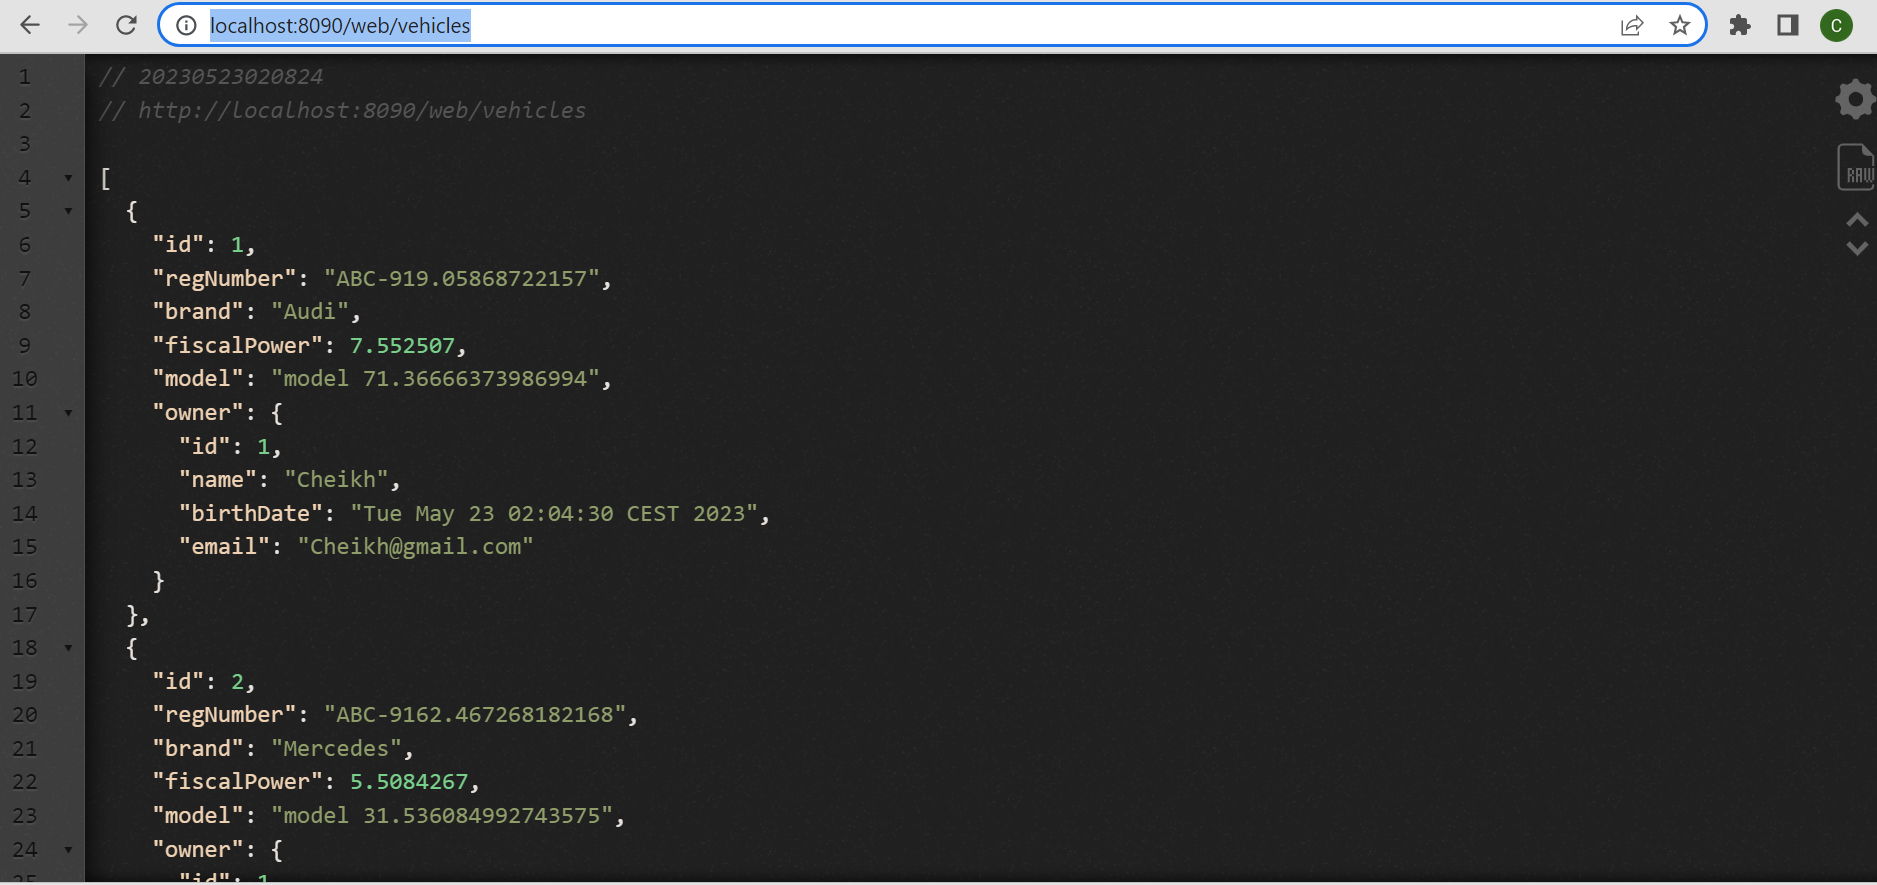 localhost:8090/web/vehicles
C
1 // 20230523020824
2 // http://localhost:8090/web/vehicles
3
4 [
5 {
6 "id": 1,
7 "regNumber": "ABC-919.05868722157",
8 "brand": "Audi",
9 "fiscalPower": 7.552507,
10 "model": "model 71.36666373986994",
11 "owner": {
12 "id": 1,
13 "name": "Cheikh",
14 "birthDate": "Tue May 23 02:04:30 CEST 2023",
15 "email": "Cheikh@gmail.com"
16 }
17 },
18 {
19 "id": 2,
20 "regNumber": "ABC-9162.467268182168",
21 "brand": "Mercedes",
22 "fiscalPower": 5.5084267,
23 "model": "model 31.536084992743575",
24 "owner": {
25 "id": 1
RAW